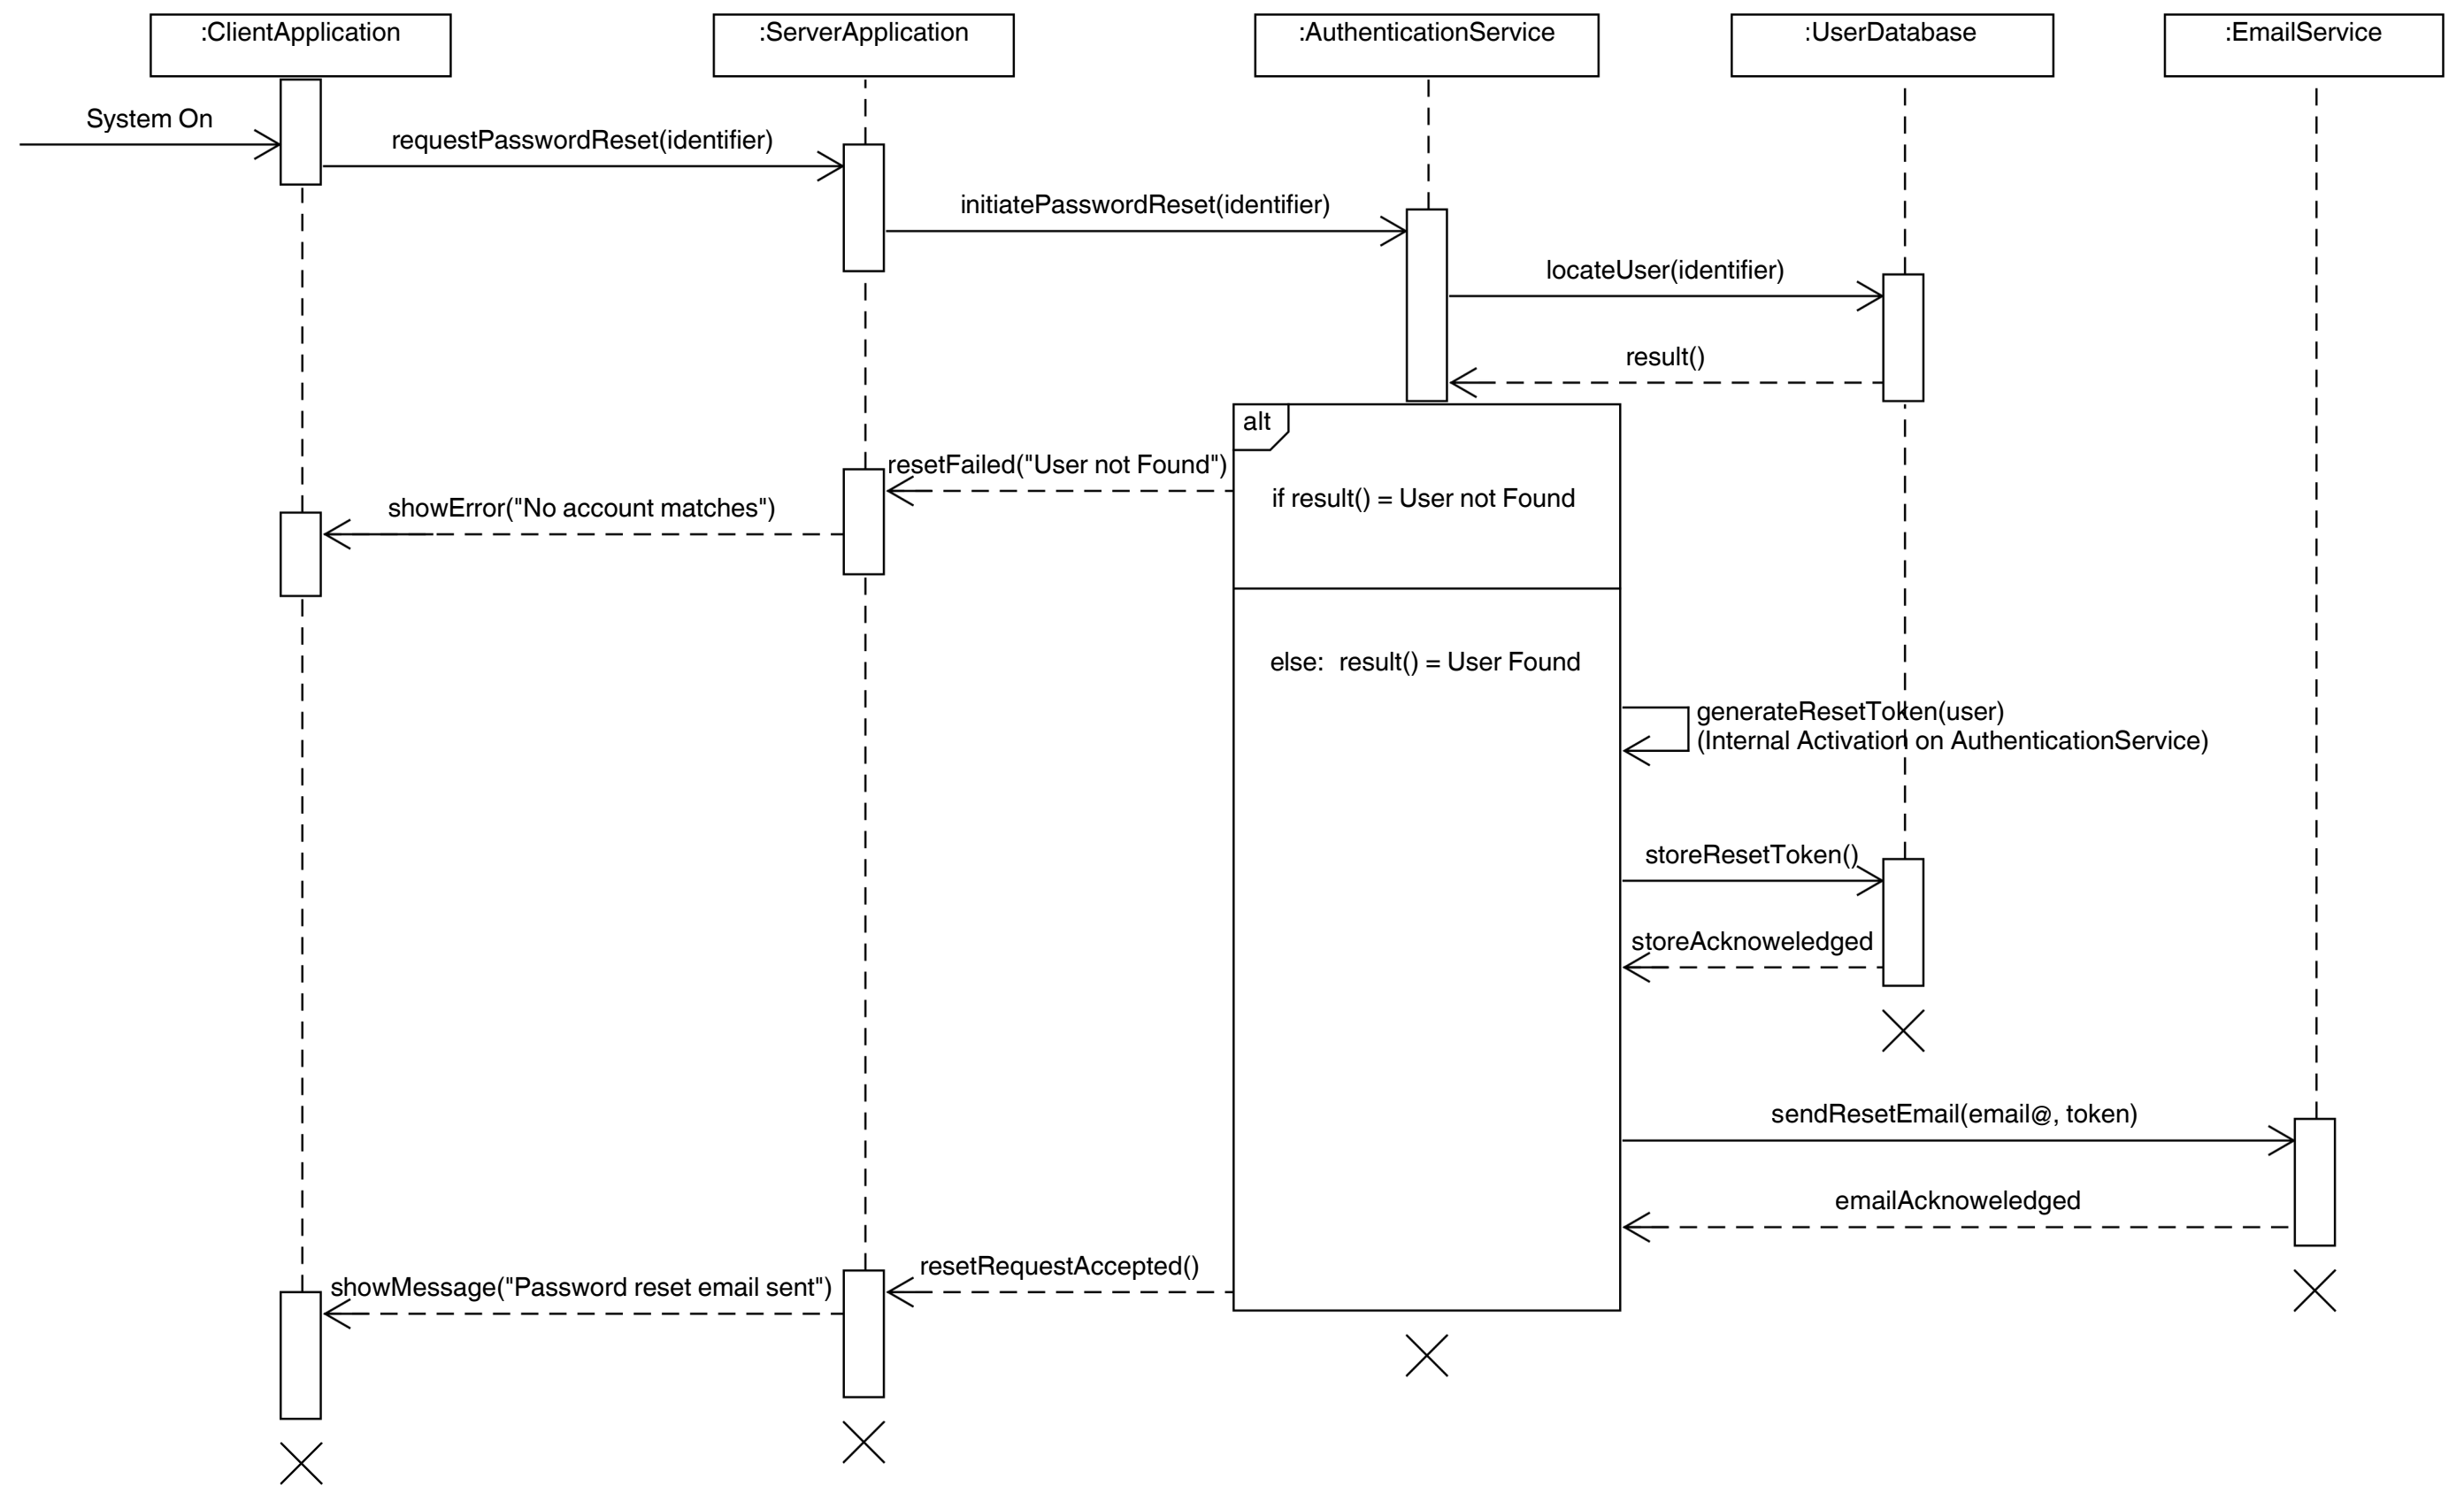 :ClientApplication
:ServerApplication
:AuthenticationService
:UserDatabase
:EmailService
System On
requestPasswordReset(identifier)
initiatePasswordReset(identifier)
locateUser(identifier)
result()
alt
resetFailed("User not Found")
if result() = User not Found
showError("No account matches")
else:  result() = User Found
generateResetToken(user)
(Internal Activation on AuthenticationService)
storeResetToken()
storeAcknoweledged
sendResetEmail(email@, token)
emailAcknoweledged
resetRequestAccepted()
showMessage("Password reset email sent")